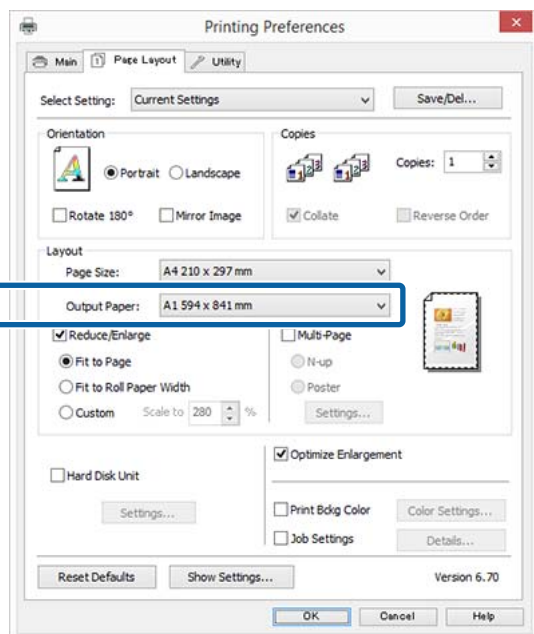 Printing Preferences
Main Page Layout Utility
Select Setting: Current Settings Save/Del...
Orientation
Portrait Landscape
Rotate 180° Mirror Image
Copies
Copies: 1
Collate Reverse Order
Layout
Page Size: A4 210 x 297 mm
Output Paper: A1 594 x 841 mm
Reduce/Enlarge
Fit to Page
Fit to Roll Paper Width
Custom Scale to 280 %
Multi-Page
N-up
Poster
Settings...
Hard Disk Unit
Settings...
Optimize Enlargement
Print Bckg Color Color Settings...
Job Settings Details...
Reset Defaults Show Settings... Version 6.70
OK Cancel Help